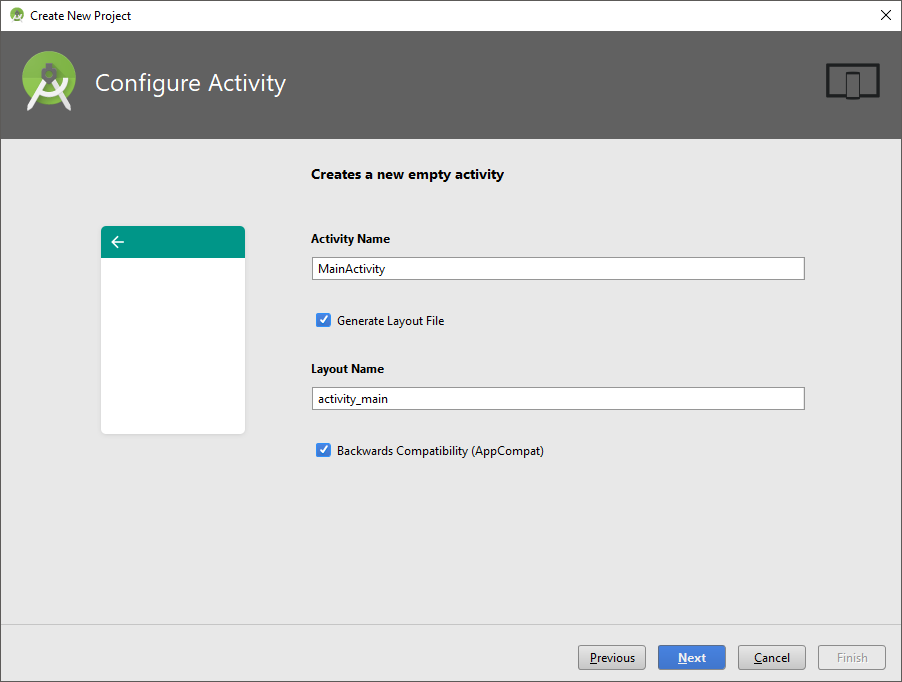 Create New Project
Configure Activity
Creates a new empty activity
Activity Name
MainActivity
Generate Layout File
Layout Name
activity_main
Backwards Compatibility (AppCompat)
Previous Next Cancel Finish